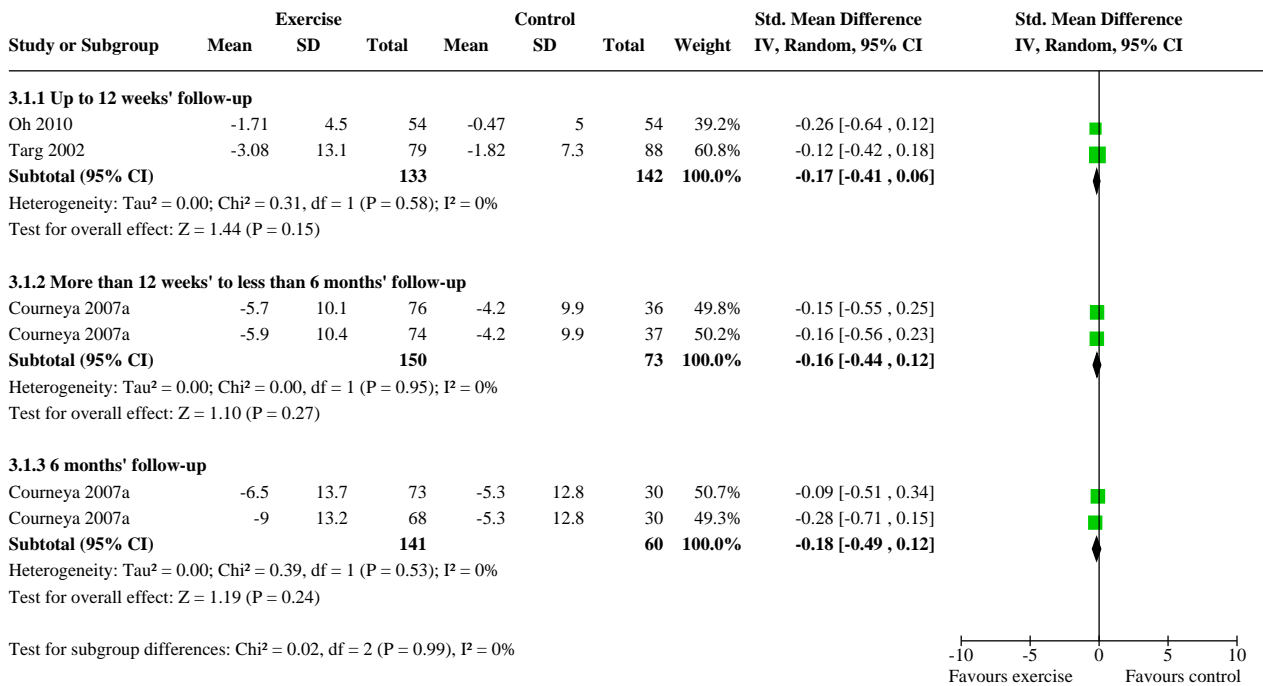 Exercise Control Std. Mean Difference Std. Mean Difference
Study or Subgroup Mean SD Total Mean SD Total Weight IV, Random, 95% CI IV, Random, 95% CI
3.1.1 Up to 12 weeks' follow-up
Oh 2010 -1.71 4.5 54 -0.47 5 54 39.2% -0.26 [-0.64 , 0.12]
Targ 2002 -3.08 13.1 79 -1.82 7.3 88 60.8% -0.12 [-0.42 , 0.18]
Subtotal (95% CI) 133 142 100.0% -0.17 [-0.41 , 0.06]
Heterogeneity: Tau² = 0.00; Chi² = 0.31, df = 1 (P = 0.58); I² = 0%
Test for overall effect: Z = 1.44 (P = 0.15)
3.1.2 More than 12 weeks' to less than 6 months' follow-up
Courneya 2007a -5.7 10.1 76 -4.2 9.9 36 49.8% -0.15 [-0.55 , 0.25]
Courneya 2007a -5.9 10.4 74 -4.2 9.9 37 50.2% -0.16 [-0.56 , 0.23]
Subtotal (95% CI) 150 73 100.0% -0.16 [-0.44 , 0.12]
Heterogeneity: Tau² = 0.00; Chi² = 0.00, df = 1 (P = 0.95); I² = 0%
Test for overall effect: Z = 1.10 (P = 0.27)
3.1.3 6 months' follow-up
Courneya 2007a -6.5 13.7 73 -5.3 12.8 30 50.7% -0.09 [-0.51 , 0.34]
Courneya 2007a -9 13.2 68 -5.3 12.8 30 49.3% -0.28 [-0.71 , 0.15]
Subtotal (95% CI) 141 60 100.0% -0.18 [-0.49 , 0.12]
Heterogeneity: Tau² = 0.00; Chi² = 0.39, df = 1 (P = 0.53); I² = 0%
Test for overall effect: Z = 1.19 (P = 0.24)
Test for subgroup differences: Chi² = 0.02, df = 2 (P = 0.99), I² = 0%
-10 -5 0 5 10
Favours exercise Favours control